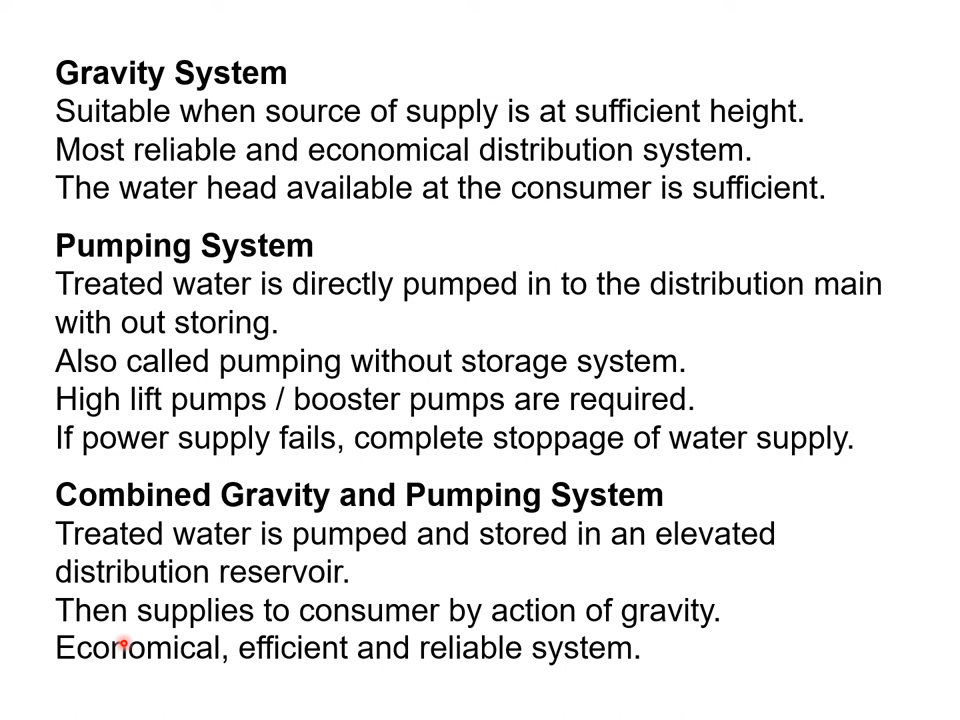 Gravity System
Suitable when source of supply is at sufficient height.
Most reliable and economical distribution system.
The water head available at the consumer is sufficient.
Pumping System
Treated water is directly pumped in to the distribution main
with out storing.
Also called pumping without storage system.
High lift pumps / booster pumps are required.
If power supply fails, complete stoppage of water supply.
Combined Gravity and Pumping System
Treated water is pumped and stored in an elevated
distribution reservoir.
Then supplies to consumer by action of gravity.
Economical, efficient and reliable system.